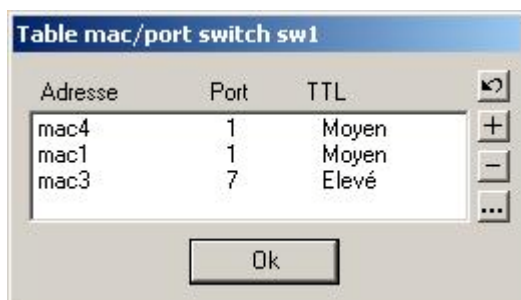 Table mac/port switch sw1
Adresse Port TTL
mac4 1 Moyen
mac1 1 Moyen
mac3 7 Elevé
Ok